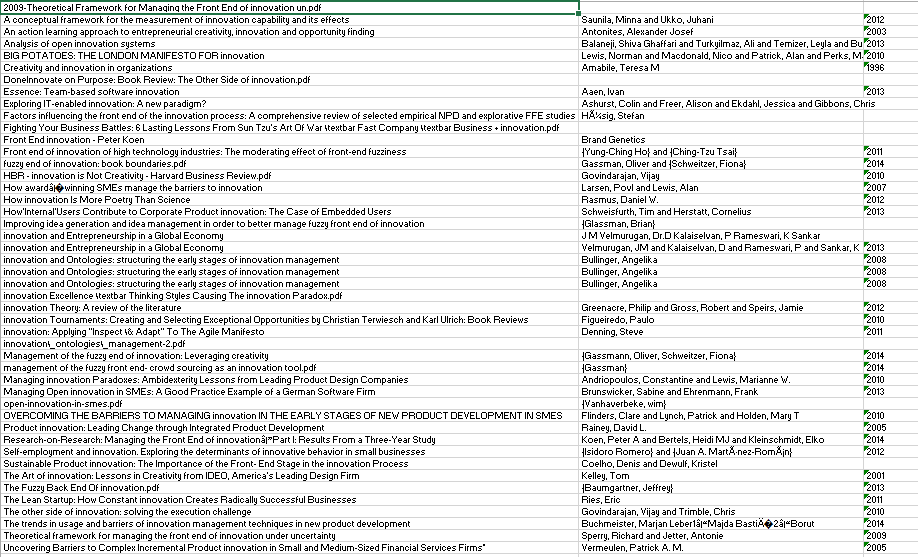 2009-Theoretical Framework for Managing the Front End of innovation un.pdf
A conceptural framework for the measurement of innovation capability and its effects Saunila, Minna and Ukko, Juhani 2012
An action learning approach to entrepreneurial creativity, innovation and opportunity finding Antonites, Alexander Josef 2003
Analysis of open innovation systems Balaneji, Shiva Ghaffari and Turkyilmaz, Ali and Temizer, Leyla and Bu 2013
BIG POTATOES: THE LONDON MANIFESTO FOR innovation Lewis, Norman and Macdonald, Nico and Patrick, Alan and Perks, M. 2010
Creativity and innovation in organizations Amabile, Teresa M 1996
DoneInnovate on Purpose: Book Review: The Other Side of innovation.pdf
Essence: Team-based software innovation Aaen, Ivan 2013
Exploring IT-enabled innovation: A new paradigm? Ashurst, Colin and Freer, Alison and Ekdahl, Jessica and Gibbons, Chris
Factors influencing the front end of the innovation process: A comprehensive review of selected empirical NPD and explorative FFE studies HÃ¼sig, Stefan
Fighting Your Business Battles: 6 Lasting Lessons From Sun Tzu's Art Of War \textbar Fast Company \textbar Business + innovation.pdf
Front End innovation - Peter Koen Brand Genetics
Front end of innovation of high technology industries: The moderating effect of front-end fuzziness {Yung-Ching Ho} and {Ching-Tzu Tsai} 2011
fuzzy end of innovation: book boundaries.pdf Gassman, Oliver and {Schweitzer, Fiona} 2014
HBR - innovation is Not Creativity - Harvard Business Review.pdf Govindarajan, Vijay 2010
How awardâ�winning SMEs manage the barriers to innovation Larsen, Povl and Lewis, Alan 2007
How innovation Is More Poetry Than Science Rasmus, Daniel W. 2012
How'Internal'Users Contribute to Corporate Product innovation: The Case of Embedded Users Schweisfurth, Tim and Herstatt, Cornelius 2013
Improving idea generation and idea management in order to better manage fuzzy front end of innovation {Glassman, Brian}
innovation and Entrepreneurship in a Global Economy J M Velmurugan, Dr.D Kalaiselvan, P Rameswari, K Sankar
innovation and Entrepreneurship in a Global Economy Velmurugan, JM and Kalaiselvan, D and Rameswari, P and Sankar, K 2013
innovation and Ontologies: structuring the early stages of innovation management Bullinger, Angelika 2008
innovation and Ontologies: structuring the early stages of innovation management Bullinger, Angelika 2008
innovation and Ontologies: structuring the early stages of innovation management Bullinger, Angelika 2008
innovation Excellence \textbar Thinking Styles Causing The innovation Paradox.pdf
innovation Theory: A review of the literature Greenacre, Philip and Gross, Robert and Speirs, Jamie 2012
innovation Tournaments: Creating and Selecting Exceptional Opportunities by Christian Terwiesch and Karl Ulrich: Book Reviews Figueiredo, Paulo 2010
innovation: Applying "Inspect \& Adapt" To The Agile Manifesto Denning, Steve 2011
innovation\_ontologies\_management-2.pdf
Management of the fuzzy end of innovation: Leveraging creativity {Gassmann, Oliver, Schweitzer, Fiona} 2014
management of the fuzzy front end- crowd sourcing as an innovation tool.pdf {Gassman} 2014
Managing innovation Paradoxes: Ambidexterity Lessons from Leading Product Design Companies Andriopoulos, Constantine and Lewis, Marianne W. 2010
Managing Open innovation in SMEs: A Good Practice Example of a German Software Firm Brunswicker, Sabine and Ehrenmann, Frank 2013
open-innovation-in-smes.pdf {Vanhaverbeke, wim}
OVERCOMING THE BARRIERS TO MANAGING innovation IN THE EARLY STAGES OF NEW PRODUCT DEVELOPMENT IN SMES Flinders, Clare and Lynch, Patrick and Holden, Mary T 2010
Product innovation: Leading Change through Integrated Product Development Rainey, David L. 2005
Research-on-Research: Managing the Front End of innovationâ Part I: Results From a Three-Year Study Koen, Peter A and Bertels, Heidi MJ and Kleinschmidt, Elko 2014
Self-employment and innovation. Exploring the determinants of innovative behavior in small businesses {Isidoro Romero} and {Juan A. MartÃ­nez-RomÃ¡n} 2012
Sustainable Product innovation: The Importance of the Front- End Stage in the innovation Process Coelho, Denis and Dewulf, Kristel
The Art of innovation: Lessons in Creativity from IDEO, America's Leading Design Firm Kelley, Tom 2001
The Fuzzy Back End Of innovation.pdf {Baumgartner, Jeffrey} 2013
The Lean Startup: How Constant innovation Creates Radically Successful Businesses Ries, Eric 2011
The other side of innovation: solving the execution challenge Govindarajan, Vijay and Trimble, Chris 2010
The trends in usage and barriers of innovation management techniques in new product development Buchmeister, Marjan Leber Majda Borut 2014
Theoretical framework for managing the front end of innovation under uncertainty Sperry, Richard and Jetter, Antonie 2009
Uncovering Barriers to Complex Incremental Product innovation in Small and Medium-Sized Financial Services Firms* Vermeulen, Patrick A. M. 2005